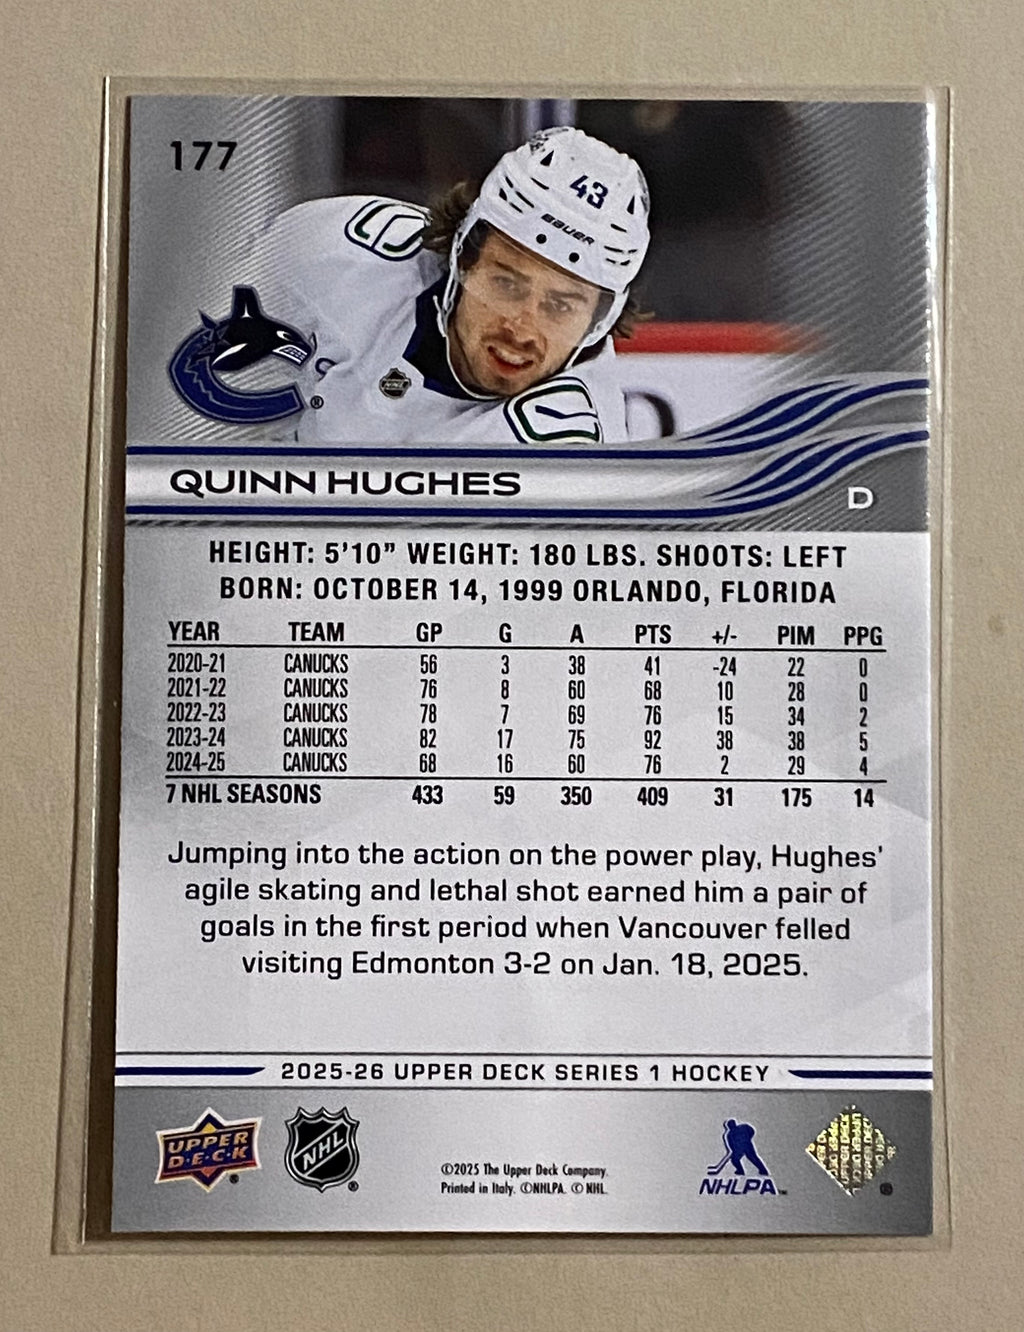 177
43
BAUER
NHL
®
QUINN HUGHES
D
HEIGHT: 5'10” WEIGHT: 180 LBS. SHOOTS: LEFT
BORN: OCTOBER 14, 1999 ORLANDO, FLORIDA
YEAR TEAM GP G A PTS +/- PIM PPG
2020-21 CANUCKS 56 3 38 41 -24 22 0
2021-22 CANUCKS 76 8 60 68 10 28 0
2022-23 CANUCKS 78 7 69 76 15 34 2
2023-24 CANUCKS 82 17 75 92 38 38 5
2024-25 CANUCKS 68 16 60 76 2 29 4
7 NHL SEASONS 433 59 350 409 31 175 14
Jumping into the action on the power play, Hughes'
agile skating and lethal shot earned him a pair of
goals in the first period when Vancouver felled
visiting Edmonton 3-2 on Jan. 18, 2025.
2025-26 UPPER DECK SERIES 1 HOCKEY
UPPER
D·E·C·K
®
NHL
®
©2025 The Upper Deck Company.
Printed in Italy. ©NHLPA. © NHL.
NHLPA™
®